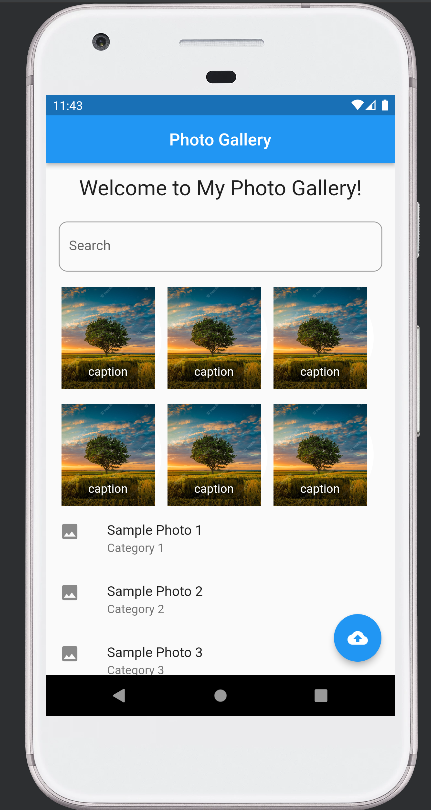 11:43
Photo Gallery
Welcome to My Photo Gallery!
Search
caption caption caption
caption caption caption
Sample Photo 1
Category 1
Sample Photo 2
Category 2
Sample Photo 3
Category 3